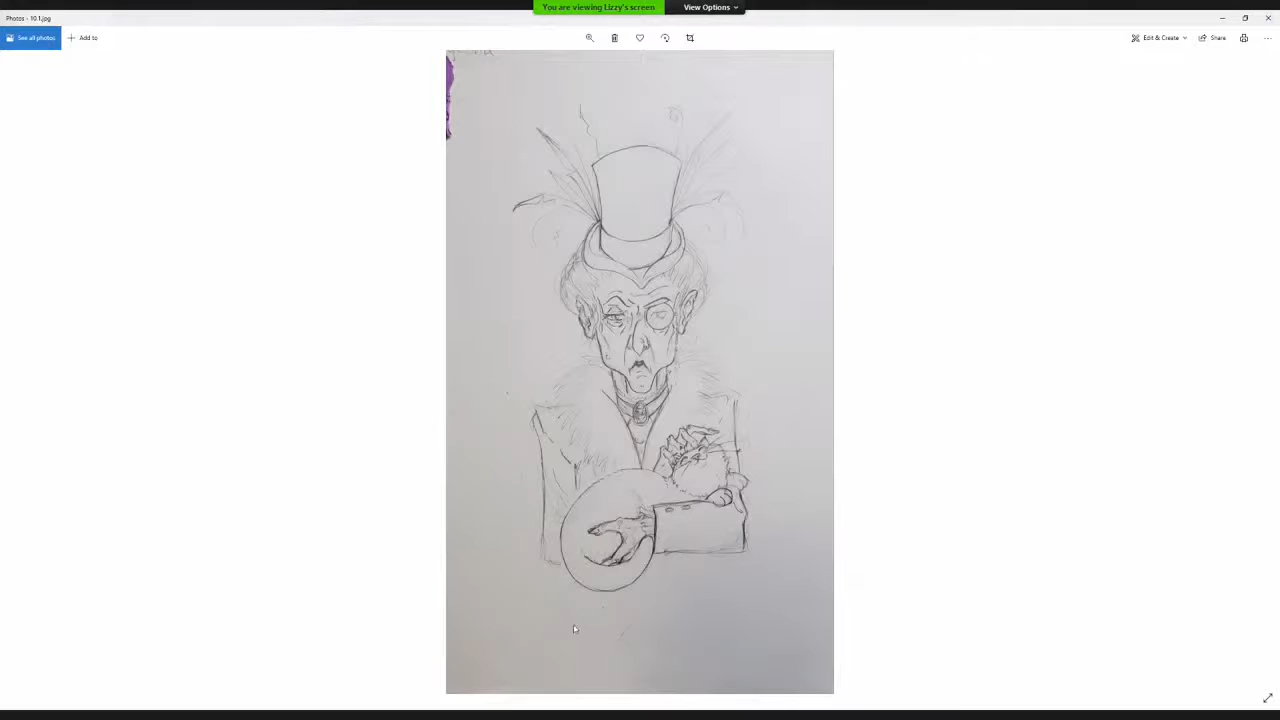 You are viewing Lizzy's screen
View Options
Photos - 10.1.jpg
See all photos
Add to
Edit & Create
Share